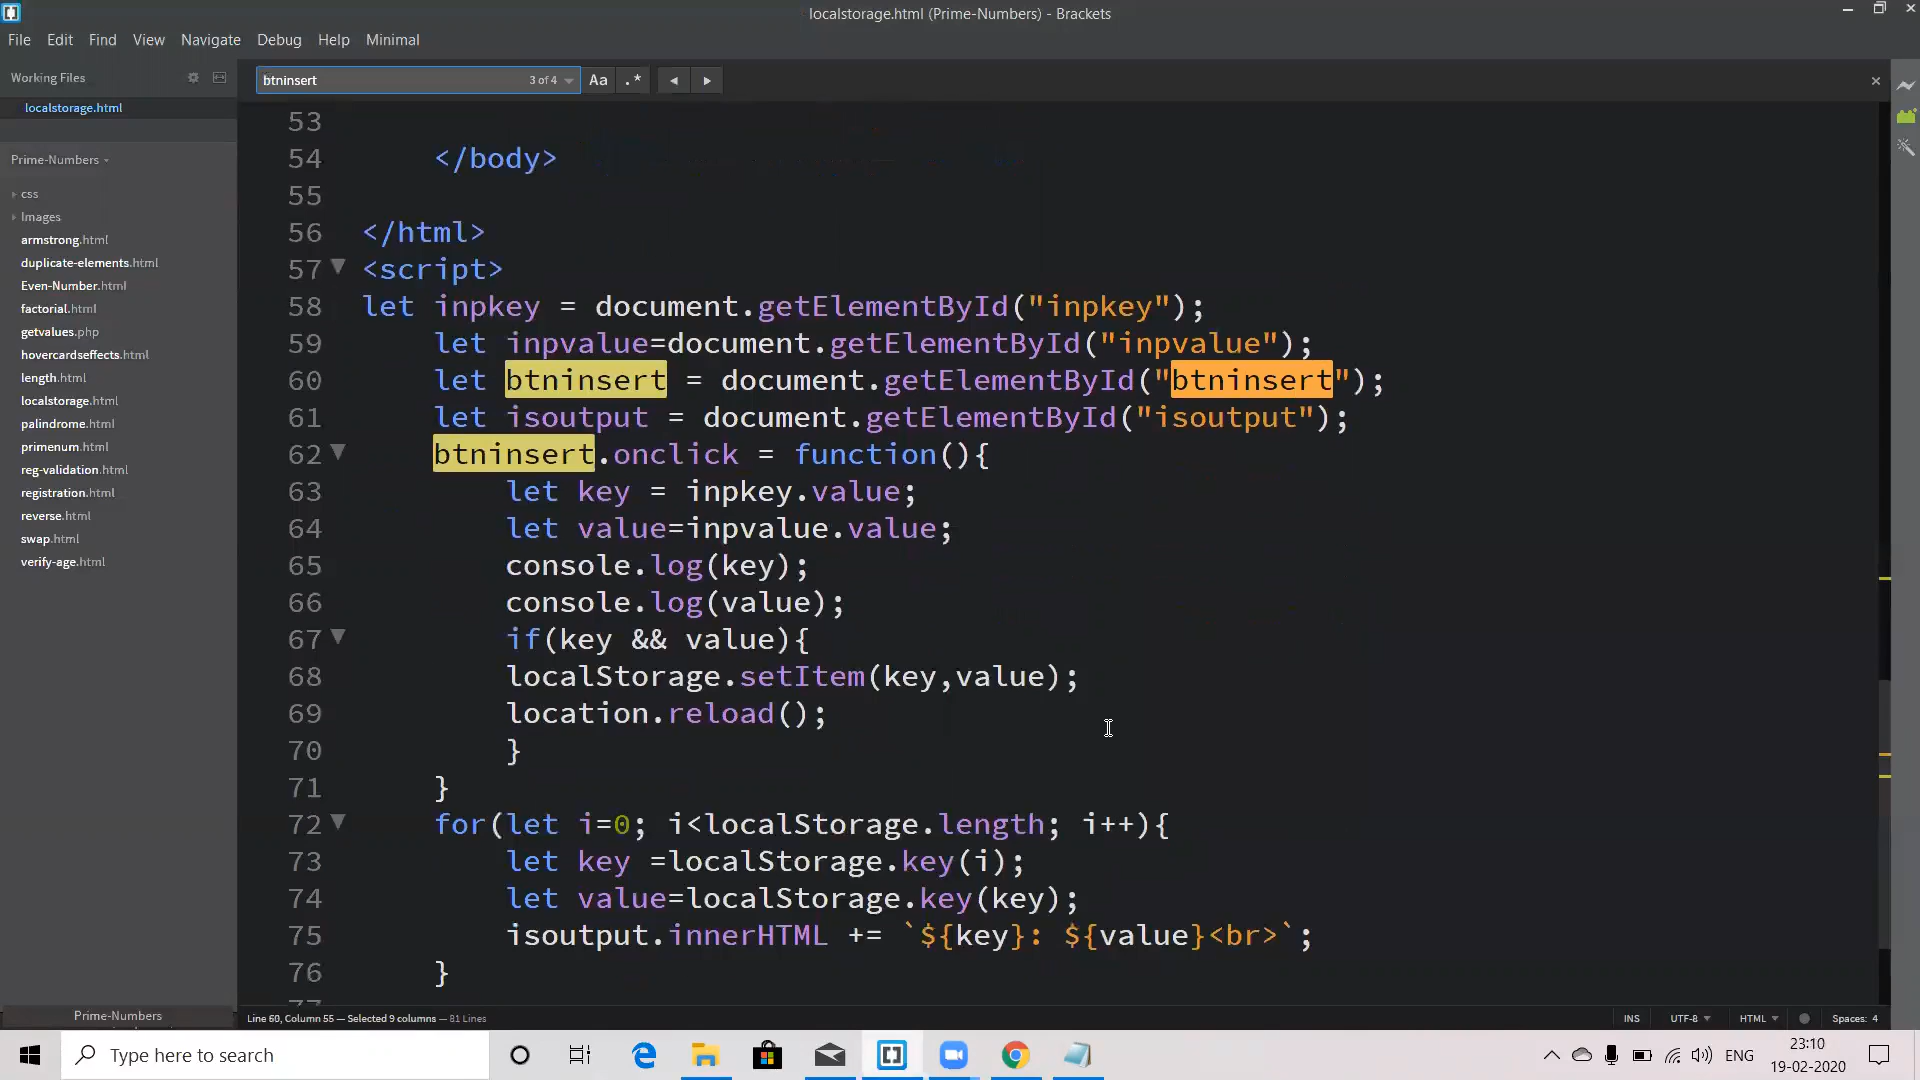 localstorage.html (Prime-Numbers) - Brackets
File Edit Find View Navigate Debug Help Minimal
Working Files
localstorage.html
Prime-Numbers
css
Images
armstrong.html
duplicate-elements.html
Even-Number.html
factorial.html
getvalues.php
hovercardseffects.html
length.html
localstorage.html
palindrome.html
primenum.html
reg-validation.html
registration.html
reverse.html
swap.html
verify-age.html
Prime-Numbers
btninsert 3 of 4 Aa .*
53
54 </body>
55
56 </html>
57 <script>
58 let inpkey = document.getElementById("inpkey");
59 let inpvalue=document.getElementById("inpvalue");
60 let btninsert = document.getElementById("btninsert");
61 let isoutput = document.getElementById("isoutput");
62 btninsert.onclick = function(){
63 let key = inpkey.value;
64 let value=inpvalue.value;
65 console.log(key);
66 console.log(value);
67 if(key && value){
68 localStorage.setItem(key,value);
69 location.reload();
70 }
71 }
72 for(let i=0; i<localStorage.length; i++){
73 let key =localStorage.key(i);
74 let value=localStorage.key(key);
75 isoutput.innerHTML += `${key}: ${value}<br>`;
76 }
77
Line 60, Column 55 — Selected 9 columns — 81 Lines
INS UTF-8 HTML Spaces: 4
Type here to search
ENG
23:10
19-02-2020